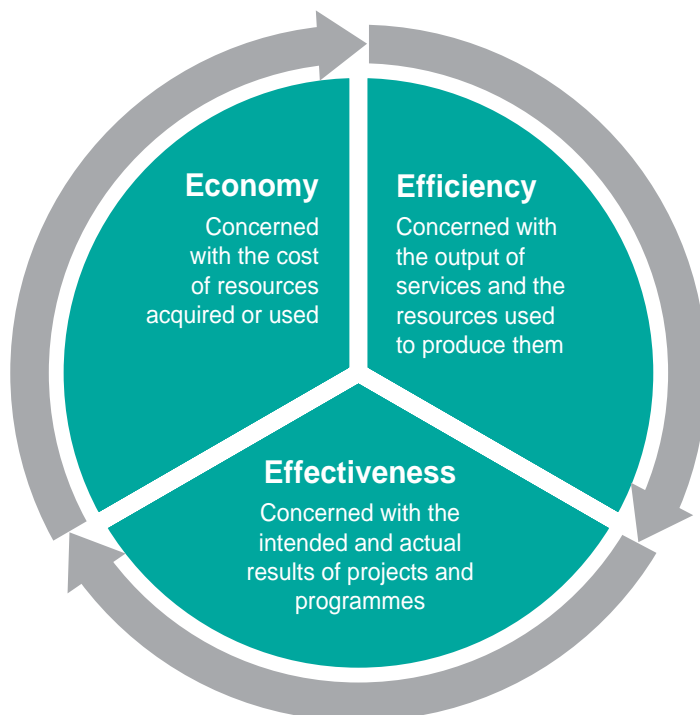 Economy
Concerned
with the cost
of resources
acquired or used
Efficiency
Concerned with
the output of
services and the
resources used
to produce them
Effectiveness
Concerned with the
intended and actual
results of projects and
programmes